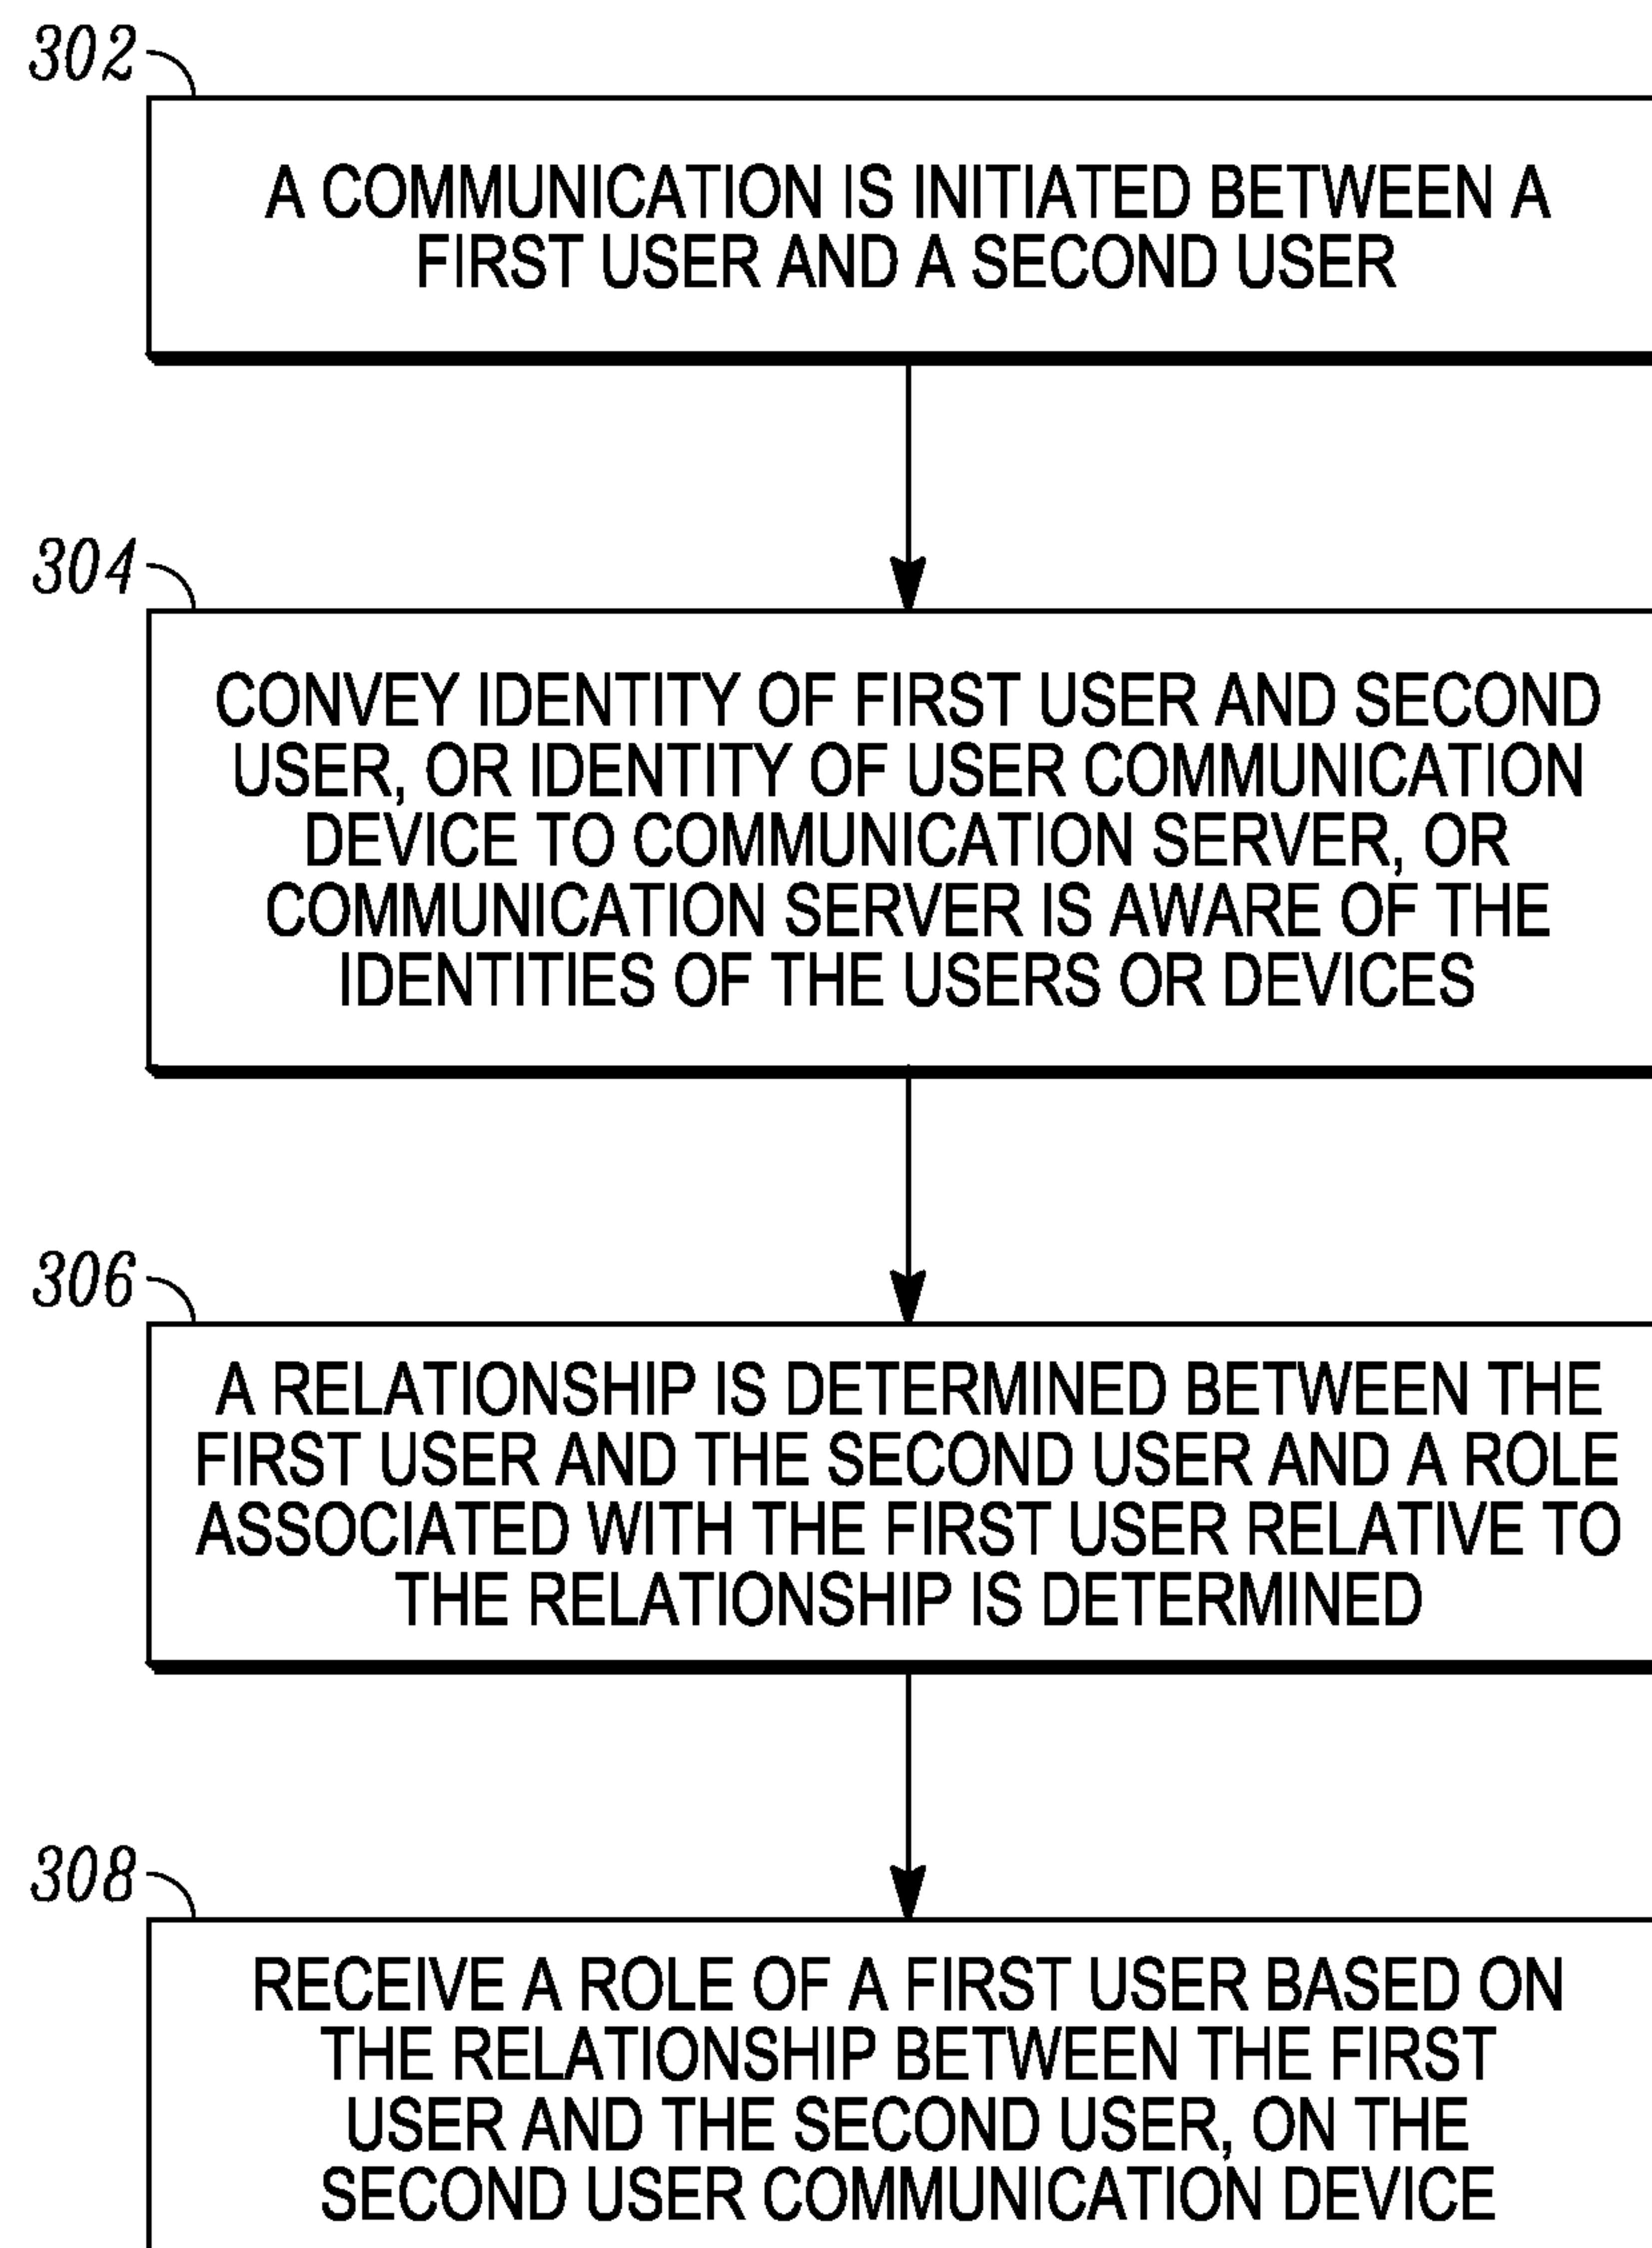 302
A COMMUNICATION IS INITIATED BETWEEN A
FIRST USER AND A SECOND USER
304
CONVEY IDENTITY OF FIRST USER AND SECOND
USER, OR IDENTITY OF USER COMMUNICATION
DEVICE TO COMMUNICATION SERVER, OR
COMMUNICATION SERVER IS AWARE OF THE
IDENTITIES OF THE USERS OR DEVICES
306
A RELATIONSHIP IS DETERMINED BETWEEN THE
FIRST USER AND THE SECOND USER AND A ROLE
ASSOCIATED WITH THE FIRST USER RELATIVE TO
THE RELATIONSHIP IS DETERMINED
308
RECEIVE A ROLE OF A FIRST USER BASED ON
THE RELATIONSHIP BETWEEN THE FIRST
USER AND THE SECOND USER, ON THE
SECOND USER COMMUNICATION DEVICE